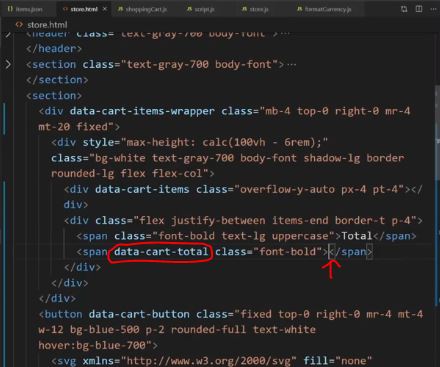 items.json store.html shoppingCart.js script.js store.js formatCurrency.js
store.html
<header class="text-gray-700 body-font">…
</header>
<section class="text-gray-700 body-font">…
</section>
<section>
<div data-cart-items-wrapper class="mb-4 top-0 right-0 mr-4
mt-20 fixed">
<div style="max-height: calc(100vh - 6rem);"
class="bg-white text-gray-700 body-font shadow-lg border
rounded-lg flex flex-col">
<div data-cart-items class="overflow-y-auto px-4 pt-4"></
div>
<div class="flex justify-between items-end border-t p-4">
<span class="font-bold text-lg uppercase">Total</span>
<span data-cart-total class="font-bold"></span>
</div>
</div>
</div>
<button data-cart-button class="fixed top-0 right-0 mr-4 mt-4
w-12 bg-blue-500 p-2 rounded-full text-white
hover:bg-blue-700">
<svg xmlns="http://www.w3.org/2000/svg" fill="none"